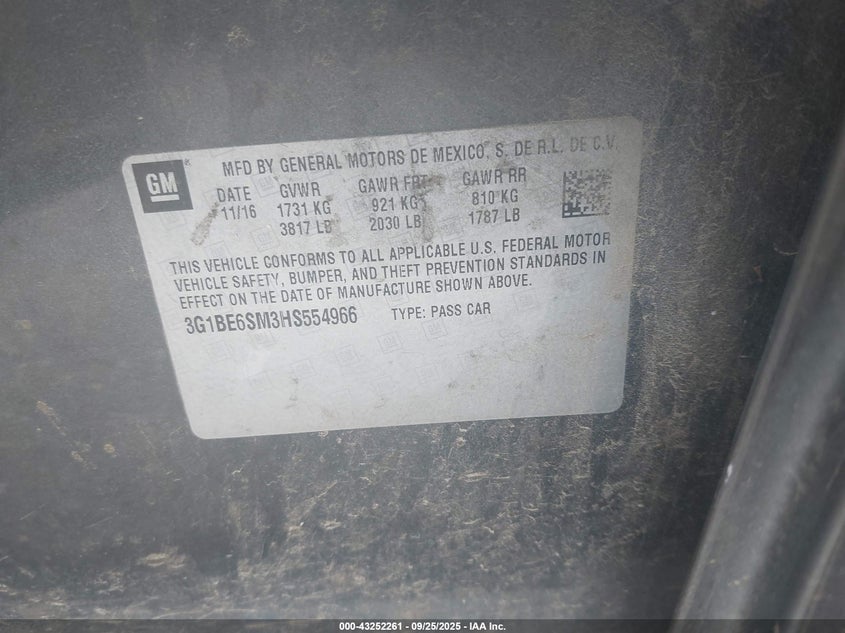 GM
MFD BY GENERAL MOTORS DE MEXICO, S. DE R.L. DE C.V.
DATE GVWR GAWR FRT GAWR RR
11/16 1731 KG 921 KG 810 KG
3817 LB 2030 LB 1787 LB
THIS VEHICLE CONFORMS TO ALL APPLICABLE U.S. FEDERAL MOTOR
VEHICLE SAFETY, BUMPER, AND THEFT PREVENTION STANDARDS IN
EFFECT ON THE DATE OF MANUFACTURE SHOWN ABOVE.
3G1BE6SM3HS554966 TYPE: PASS CAR
000-43252261 - 09/25/2025 - IAA Inc.